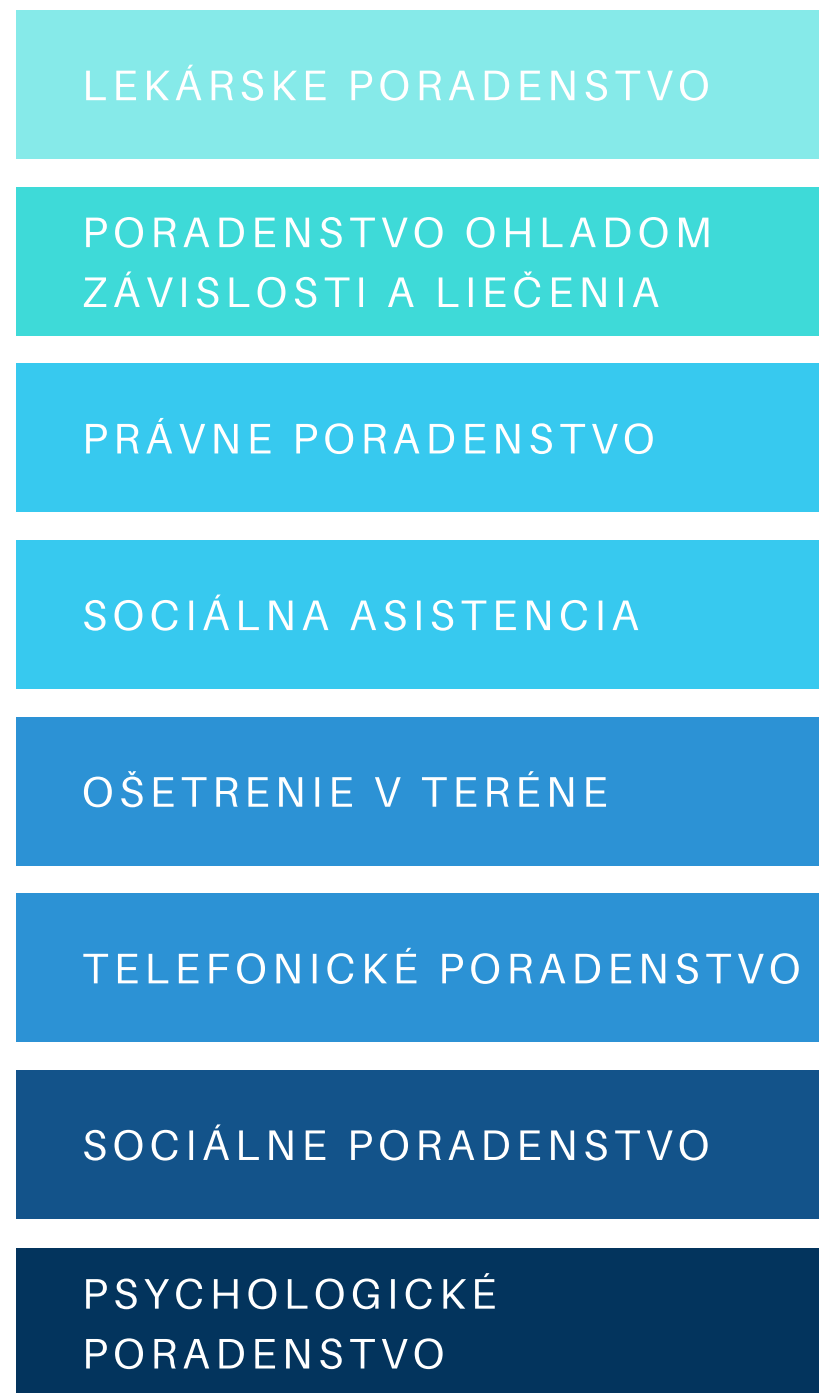 LEKÁRSKE PORADENSTVO
PORADENSTVO OHLADOM
ZÁVISLOSTI A LIEČENIA
PRÁVNE PORADENSTVO
SOCIÁLNA ASISTENCIA
OŠETRENIE V TERÉNE
TELEFONICKÉ PORADENSTVO
SOCIÁLNE PORADENSTVO
PSYCHOLOGICKÉ
PORADENSTVO